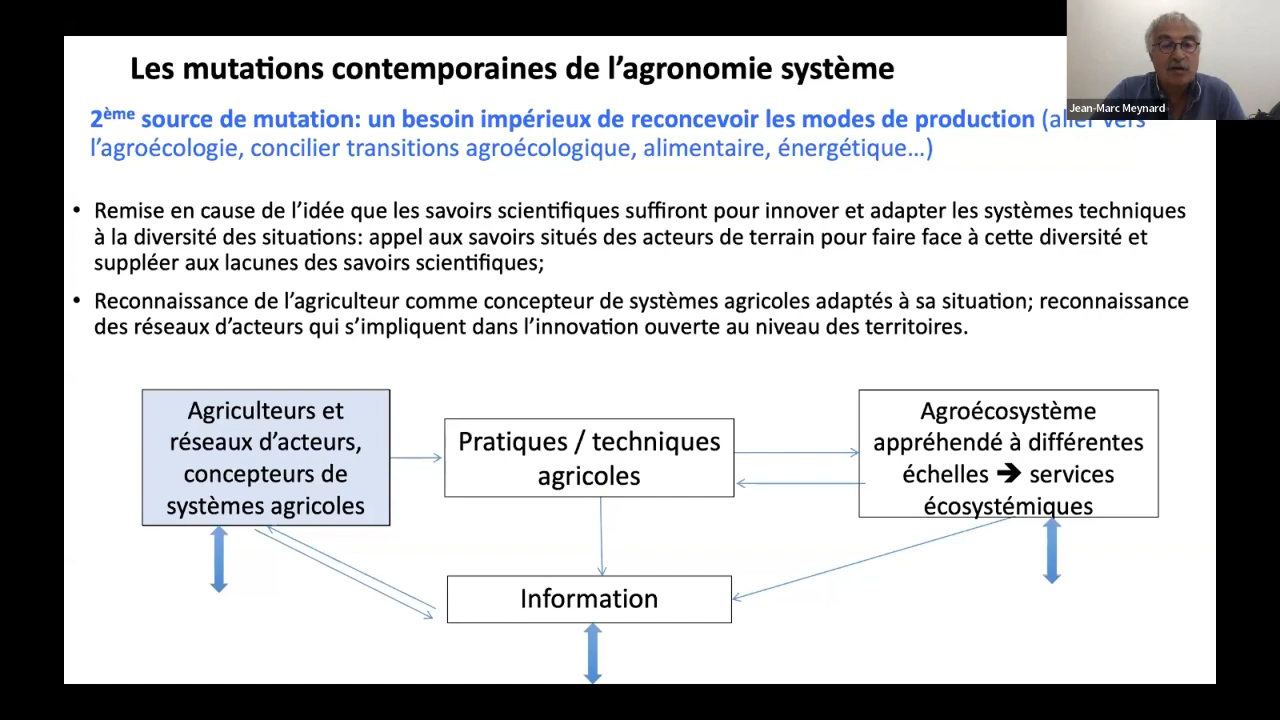 Les mutations contemporaines de l’agronomie système
Jean-Marc Meynard
2ème source de mutation: un besoin impérieux de reconcevoir les modes de production (aller vers
l’agroécologie, concilier transitions agroécologique, alimentaire, énergétique…)
• Remise en cause de l’idée que les savoirs scientifiques suffiront pour innover et adapter les systèmes techniques
à la diversité des situations: appel aux savoirs situés des acteurs de terrain pour faire face à cette diversité et
suppléer aux lacunes des savoirs scientifiques;
• Reconnaissance de l’agriculteur comme concepteur de systèmes agricoles adaptés à sa situation; reconnaissance
des réseaux d’acteurs qui s’impliquent dans l’innovation ouverte au niveau des territoires.
Agriculteurs et
réseaux d’acteurs,
concepteurs de
systèmes agricoles
Pratiques / techniques
agricoles
Agroécosystème
appréhendé à différentes
échelles ➔ services
écosystémiques
Information